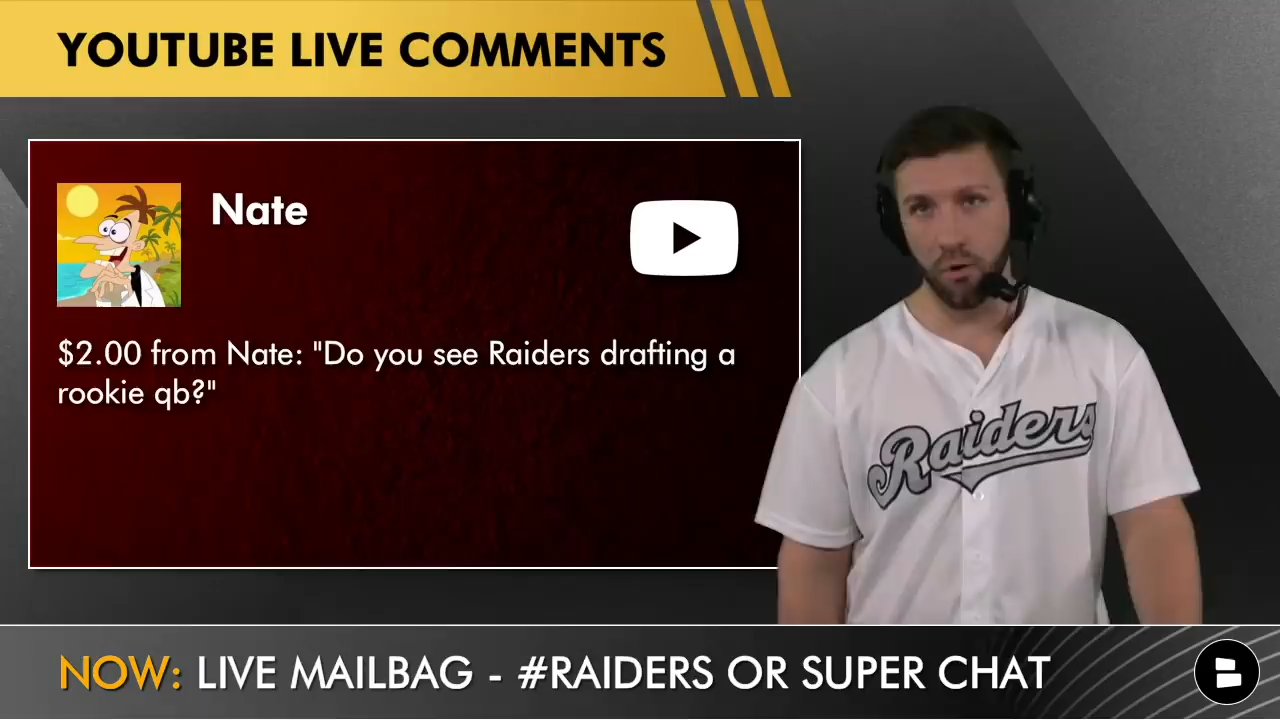 YOUTUBE LIVE COMMENTS
Nate
$2.00 from Nate: "Do you see Raiders drafting a
rookie qb?"
Raiders
NOW: LIVE MAILBAG - #RAIDERS OR SUPER CHAT